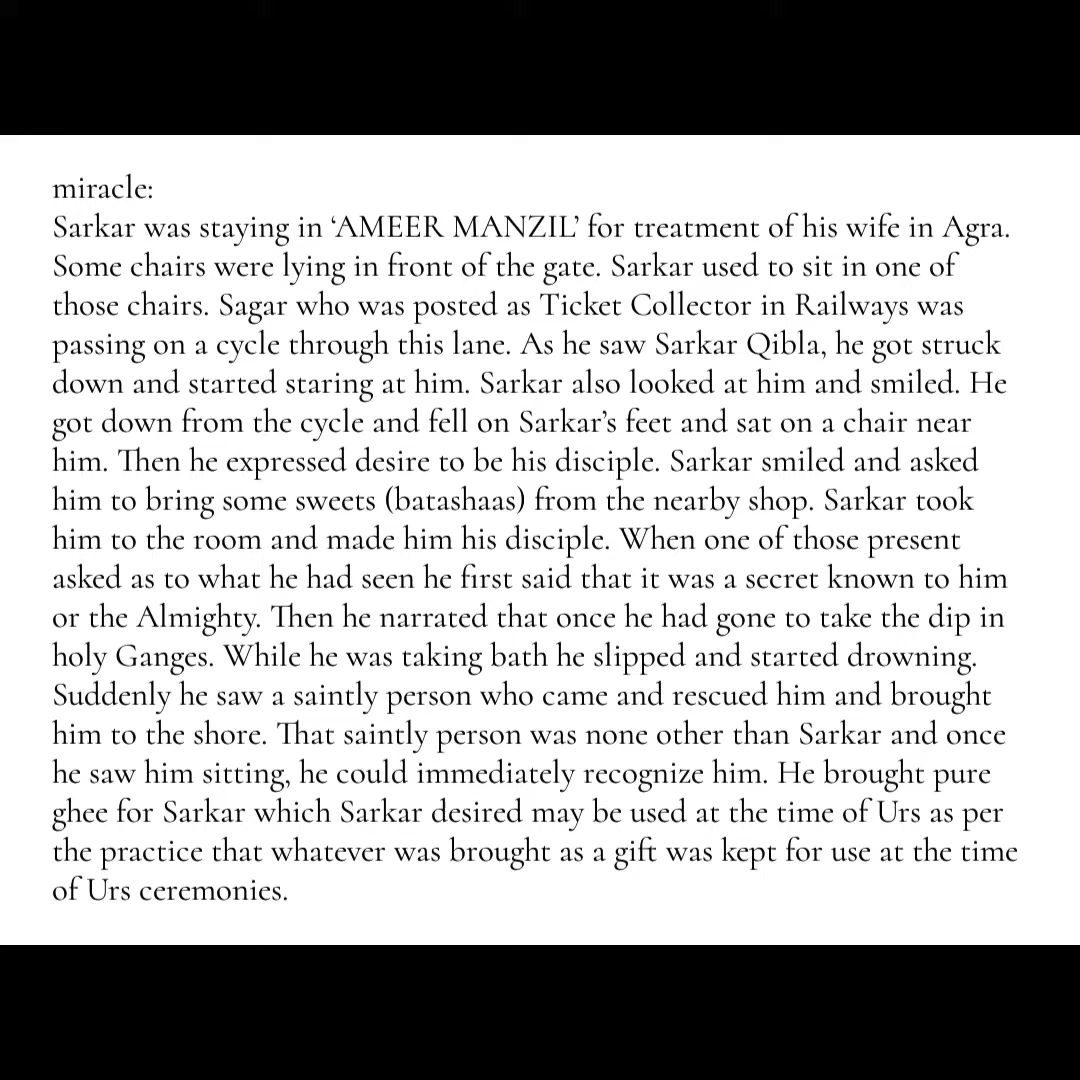 miracle:
Sarkar was staying in ‘AMEER MANZIL’ for treatment of his wife in Agra.
Some chairs were lying in front of the gate. Sarkar used to sit in one of
those chairs. Sagar who was posted as Ticket Collector in Railways was
passing on a cycle through this lane. As he saw Sarkar Qibla, he got struck
down and started staring at him. Sarkar also looked at him and smiled. He
got down from the cycle and fell on Sarkar’s feet and sat on a chair near
him. Then he expressed desire to be his disciple. Sarkar smiled and asked
him to bring some sweets (batashaas) from the nearby shop. Sarkar took
him to the room and made him his disciple. When one of those present
asked as to what he had seen he first said that it was a secret known to him
or the Almighty. Then he narrated that once he had gone to take the dip in
holy Ganges. While he was taking bath he slipped and started drowning.
Suddenly he saw a saintly person who came and rescued him and brought
him to the shore. That saintly person was none other than Sarkar and once
he saw him sitting, he could immediately recognize him. He brought pure
ghee for Sarkar which Sarkar desired may be used at the time of Urs as per
the practice that whatever was brought as a gift was kept for use at the time
of Urs ceremonies.